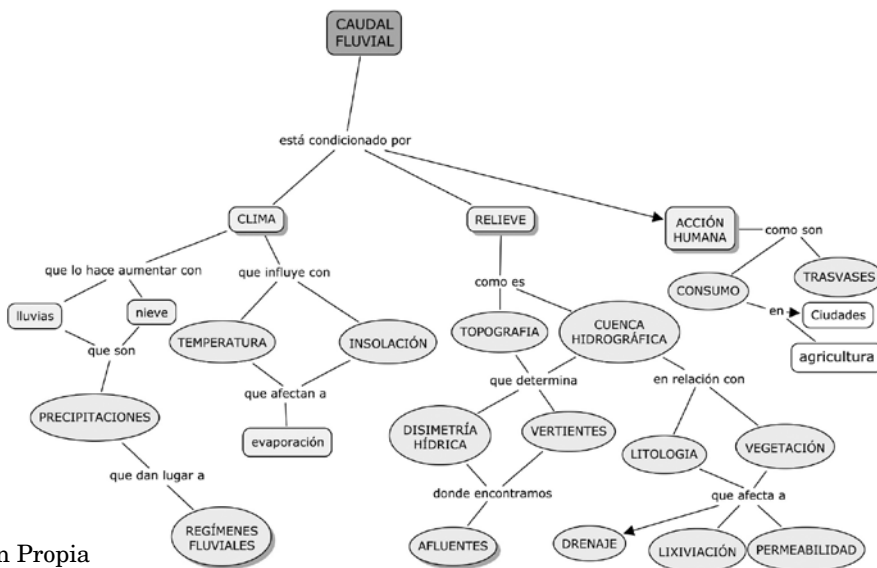 CAUDAL
FLUVIAL
está condicionado por
CLIMA
RELIEVE
ACCIÓN
HUMANA
como son
que lo hace aumentar con
que influye con
como es
CONSUMO
TRASVASES
lluvias
nieve
en
Ciudades
TEMPERATURA
INSOLACIÓN
TOPOGRAFIA
CUENCA
HIDROGRÁFICA
agricultura
que son
que afectan a
que determina
en relación con
PRECIPITACIONES
evaporación
DISIMETRÍA
HÍDRICA
VERTIENTES
LITOLOGIA
VEGETACIÓN
que dan lugar a
donde encontramos
que afecta a
REGÍMENES
FLUVIALES
AFLUENTES
DRENAJE
LIXIVIACIÓN
PERMEABILIDAD
n Propia